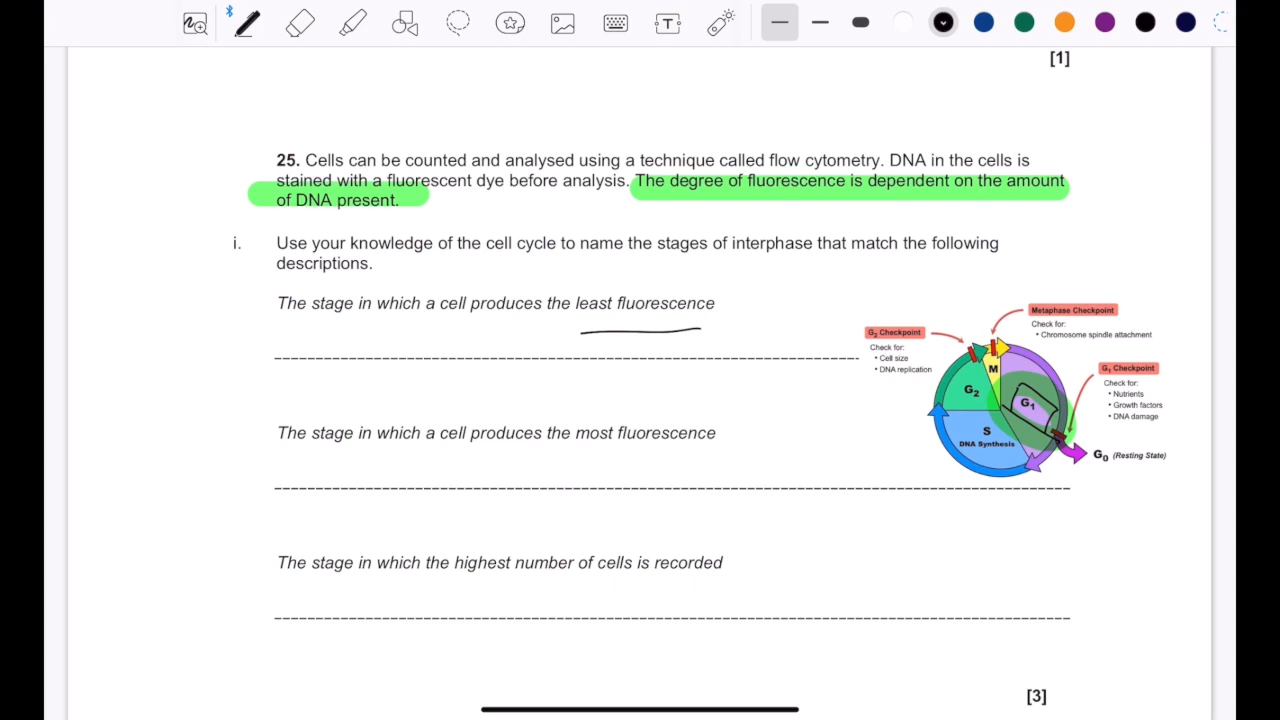 [1]
25. Cells can be counted and analysed using a technique called flow cytometry. DNA in the cells is
stained with a fluorescent dye before analysis. The degree of fluorescence is dependent on the amount
of DNA present.
i. Use your knowledge of the cell cycle to name the stages of interphase that match the following
descriptions.
The stage in which a cell produces the least fluorescence
The stage in which a cell produces the most fluorescence
The stage in which the highest number of cells is recorded
[3]
Metaphase Checkpoint
Check for:
• Chromosome spindle attachment
G₂ Checkpoint
Check for:
• Cell size
• DNA replication
G₁ Checkpoint
Check for:
• Nutrients
• Growth factors
• DNA damage
M
G₂
G₁
S
DNA Synthesis
G₀ (Resting State)
T